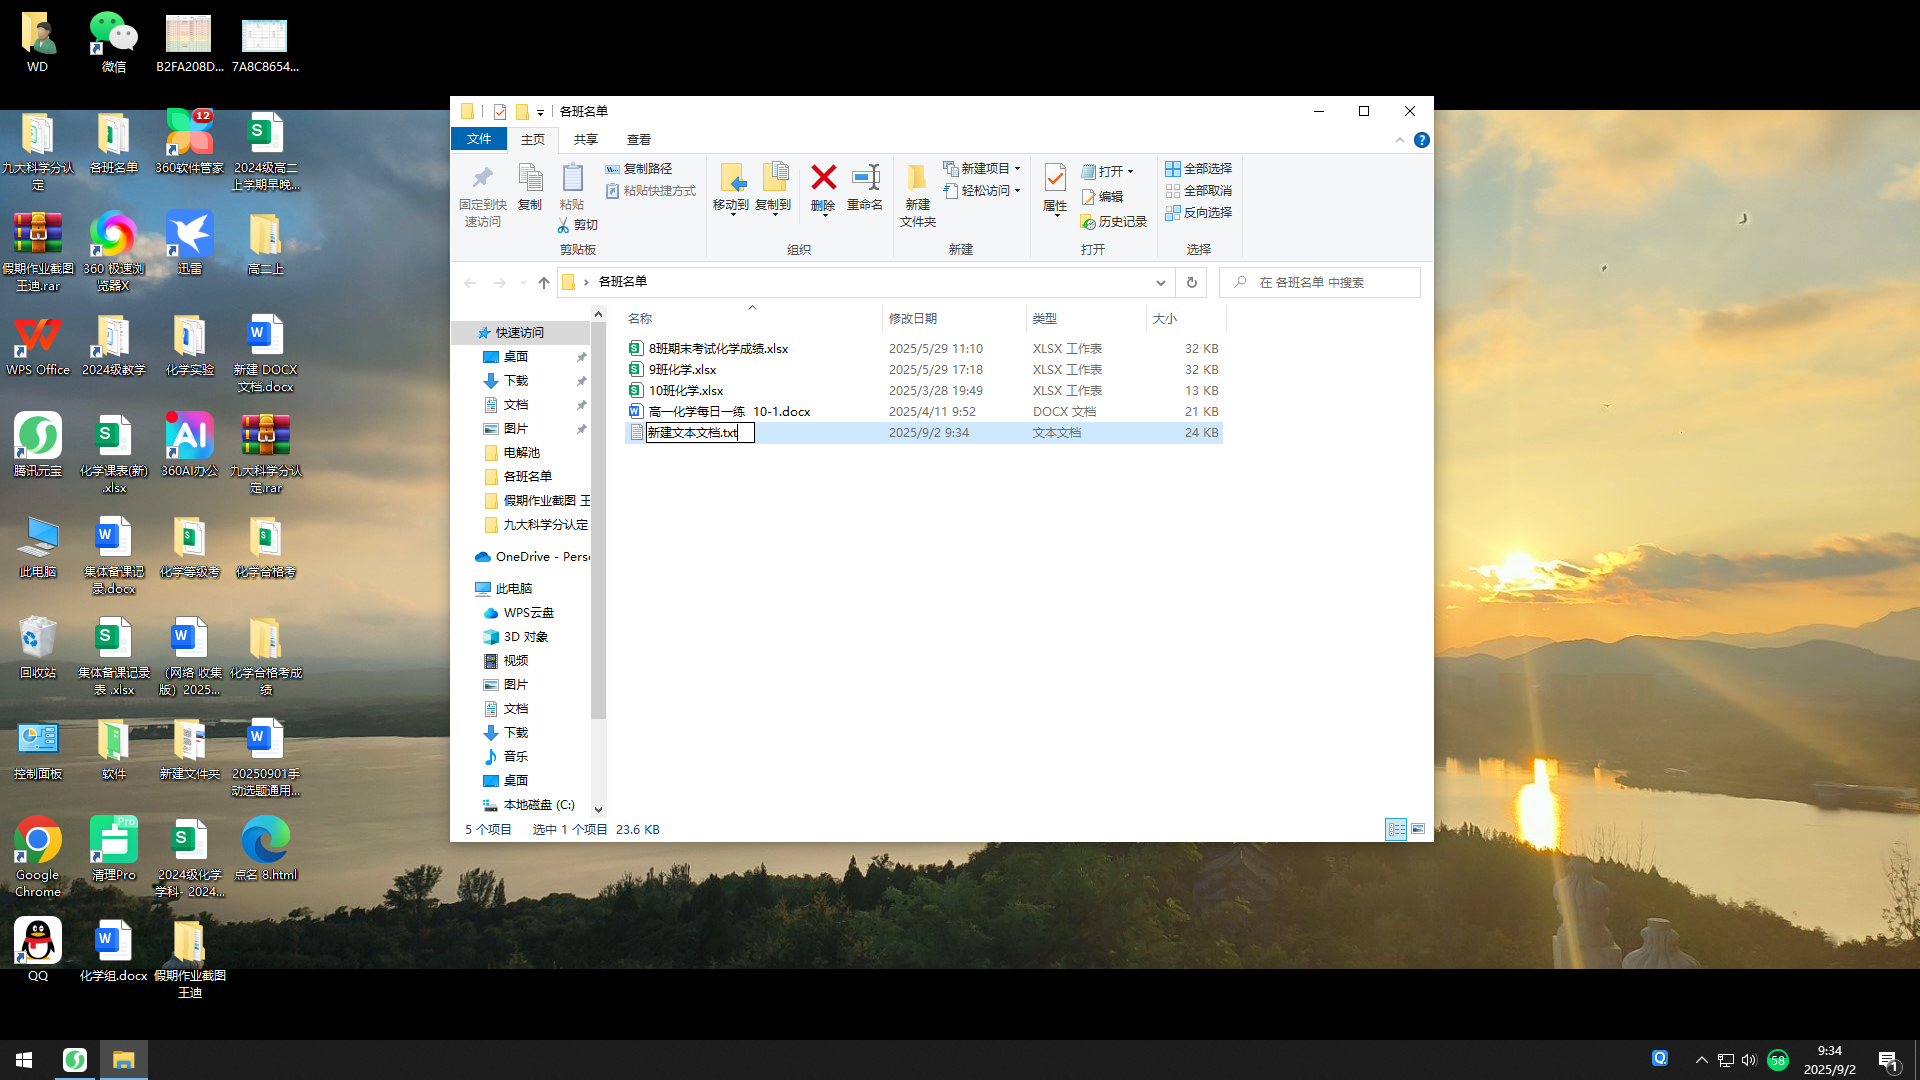 WD
微信
B2FA208D...
7A8C8654...
九大科学分认定
各班名单
12
360软件管家
2024级高二上学期早晚...
假期作业截图 王迪.rar
360 极速浏览器X
迅雷
高二上
WPS Office
2024级教学
化学实验
新建 DOCX 文档.docx
腾讯元宝
化学课表(新).xlsx
360AI办公
九大科学分认定.rar
此电脑
集体备课记录.docx
化学等级考
化学合格考
回收站
集体备课记录表 .xlsx
（网络 收集版）2025...
化学合格考成绩
控制面板
软件
新建文件夹
20250901手动选题通用...
Google Chrome
Pro
清理Pro
2024级化学学科- 2024...
点名 8.html
QQ
化学组.docx
假期作业截图 王迪
各班名单
文件 主页 共享 查看
固定到快速访问
复制
粘贴
复制路径
粘贴快捷方式
剪切
剪贴板
移动到
复制到
删除
重命名
组织
新建文件夹
新建项目
轻松访问
新建
属性
打开
编辑
历史记录
打开
全部选择
全部取消
反向选择
选择
各班名单
在 各班名单 中搜索
快速访问
桌面
下载
文档
图片
电解池
各班名单
假期作业截图 王
九大科学分认定
OneDrive - Pers
此电脑
WPS云盘
3D 对象
视频
图片
文档
下载
音乐
桌面
本地磁盘 (C:)
名称 修改日期 类型 大小
8班期末考试化学成绩.xlsx 2025/5/29 11:10 XLSX 工作表 32 KB
9班化学.xlsx 2025/5/29 17:18 XLSX 工作表 32 KB
10班化学.xlsx 2025/3/28 19:49 XLSX 工作表 13 KB
高一化学每日一练 10-1.docx 2025/4/11 9:52 DOCX 文档 21 KB
新建文本文档.txt 2025/9/2 9:34 文本文档 24 KB
5 个项目 选中 1 个项目 23.6 KB
58
9:34
2025/9/2
1